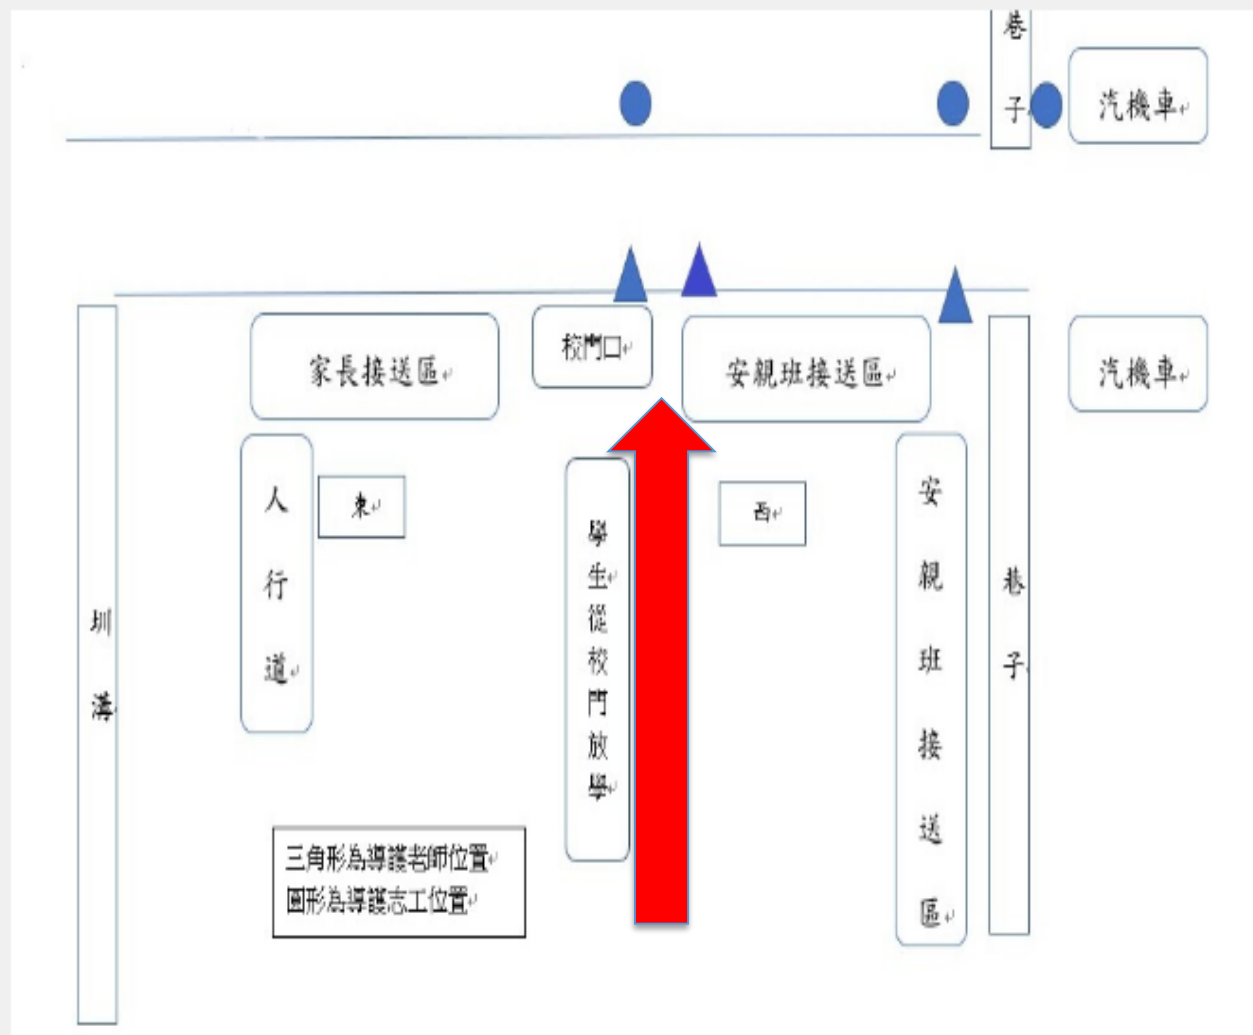 巷子
汽機車
家長接送區
校門口
安親班接送區
汽機車
人行道
東
學生從校門放學
西
安親班接送區
巷子
圳溝
三角形為導護老師位置
圓形為導護志工位置